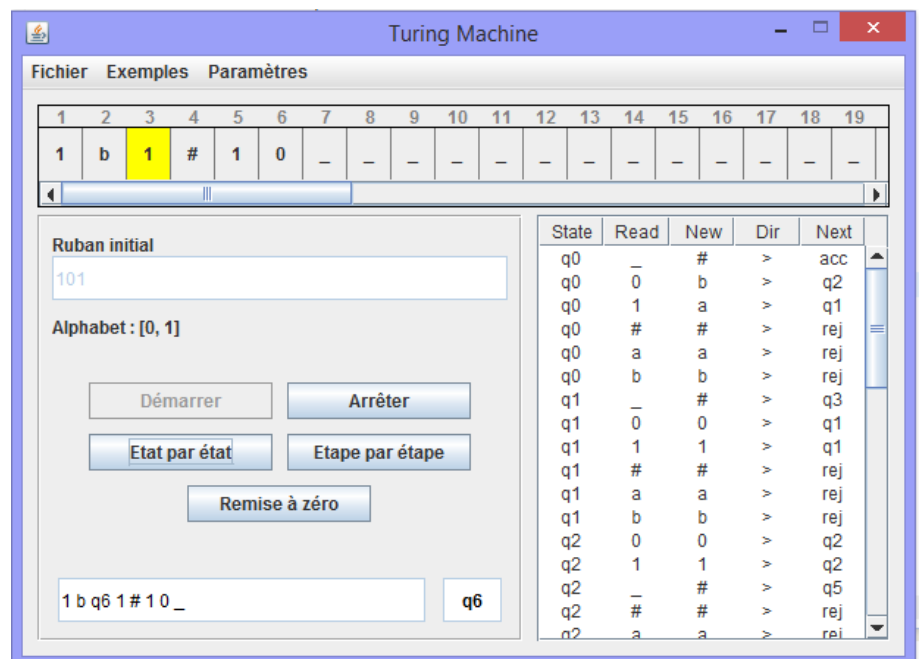 Turing Machine
Fichier Exemples Paramètres
1 2 3 4 5 6 7 8 9 10 11 12 13 14 15 16 17 18 19
1 b 1 # 1 0 _ _ _ _ _ _ _ _ _ _ _ _ _
Ruban initial
101
Alphabet : [0, 1]
Démarrer Arrêter
Etat par état Etape par étape
Remise à zéro
1 b q6 1 # 1 0 _ q6
State Read New Dir Next
q0 _ # > acc
q0 0 b > q2
q0 1 a > q1
q0 # # > rej
q0 a a > rej
q0 b b > rej
q1 _ # > q3
q1 0 0 > q1
q1 1 1 > q1
q1 # # > rej
q1 a a > rej
q1 b b > rej
q2 0 0 > q2
q2 1 1 > q2
q2 _ # > q5
q2 # # > rej
q2 a a > rej